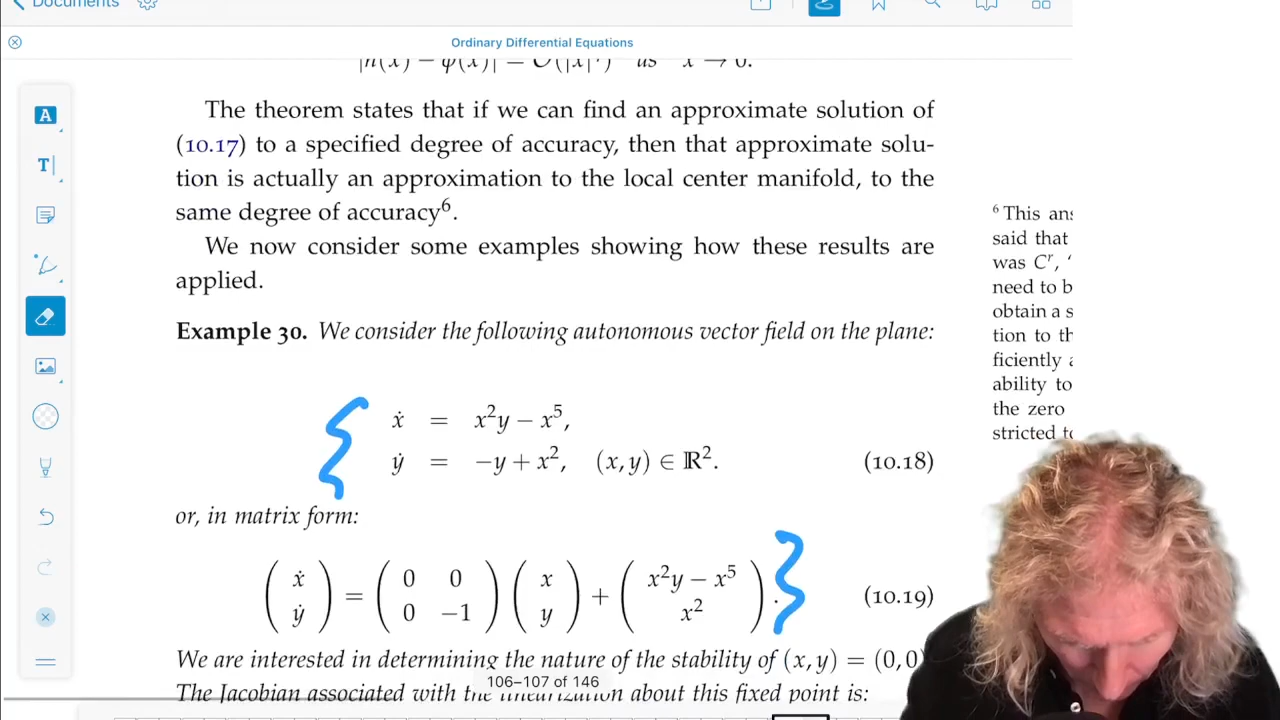 Documents
Ordinary Differential Equations
|h(x) − φ(x)| = O(|x|) as x → 0.
The theorem states that if we can find an approximate solution of
(10.17) to a specified degree of accuracy, then that approximate solu-
tion is actually an approximation to the local center manifold, to the
same degree of accuracy⁶.
We now consider some examples showing how these results are
applied.
Example 30. We consider the following autonomous vector field on the plane:
ẋ = x²y − x⁵,
ẏ = −y + x², (x, y) ∈ ℝ². (10.18)
or, in matrix form:
( ẋ ẏ ) = ( 0 0 0 −1 ) ( x y ) + ( x²y − x⁵ x² ) . (10.19)
We are interested in determining the nature of the stability of (x, y) = (0, 0)
106–107 of 146
The Jacobian associated with the linearization about this fixed point is:
⁶ This ans
said that
was Cʳ, ‘
need to b
obtain a s
tion to th
ficiently a
ability to
the zero
stricted to
A
T